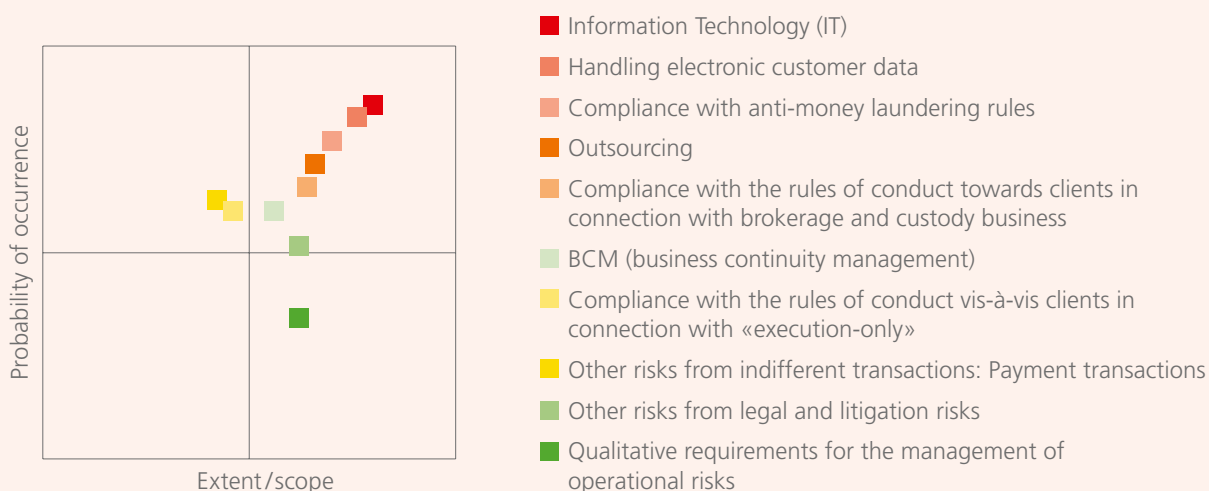 Probability of occurrence
Extent/scope
Information Technology (IT)
Handling electronic customer data
Compliance with anti-money laundering rules
Outsourcing
Compliance with the rules of conduct towards clients in
connection with brokerage and custody business
BCM (business continuity management)
Compliance with the rules of conduct vis-à-vis clients in
connection with «execution-only»
Other risks from indifferent transactions: Payment transactions
Other risks from legal and litigation risks
Qualitative requirements for the management of
operational risks